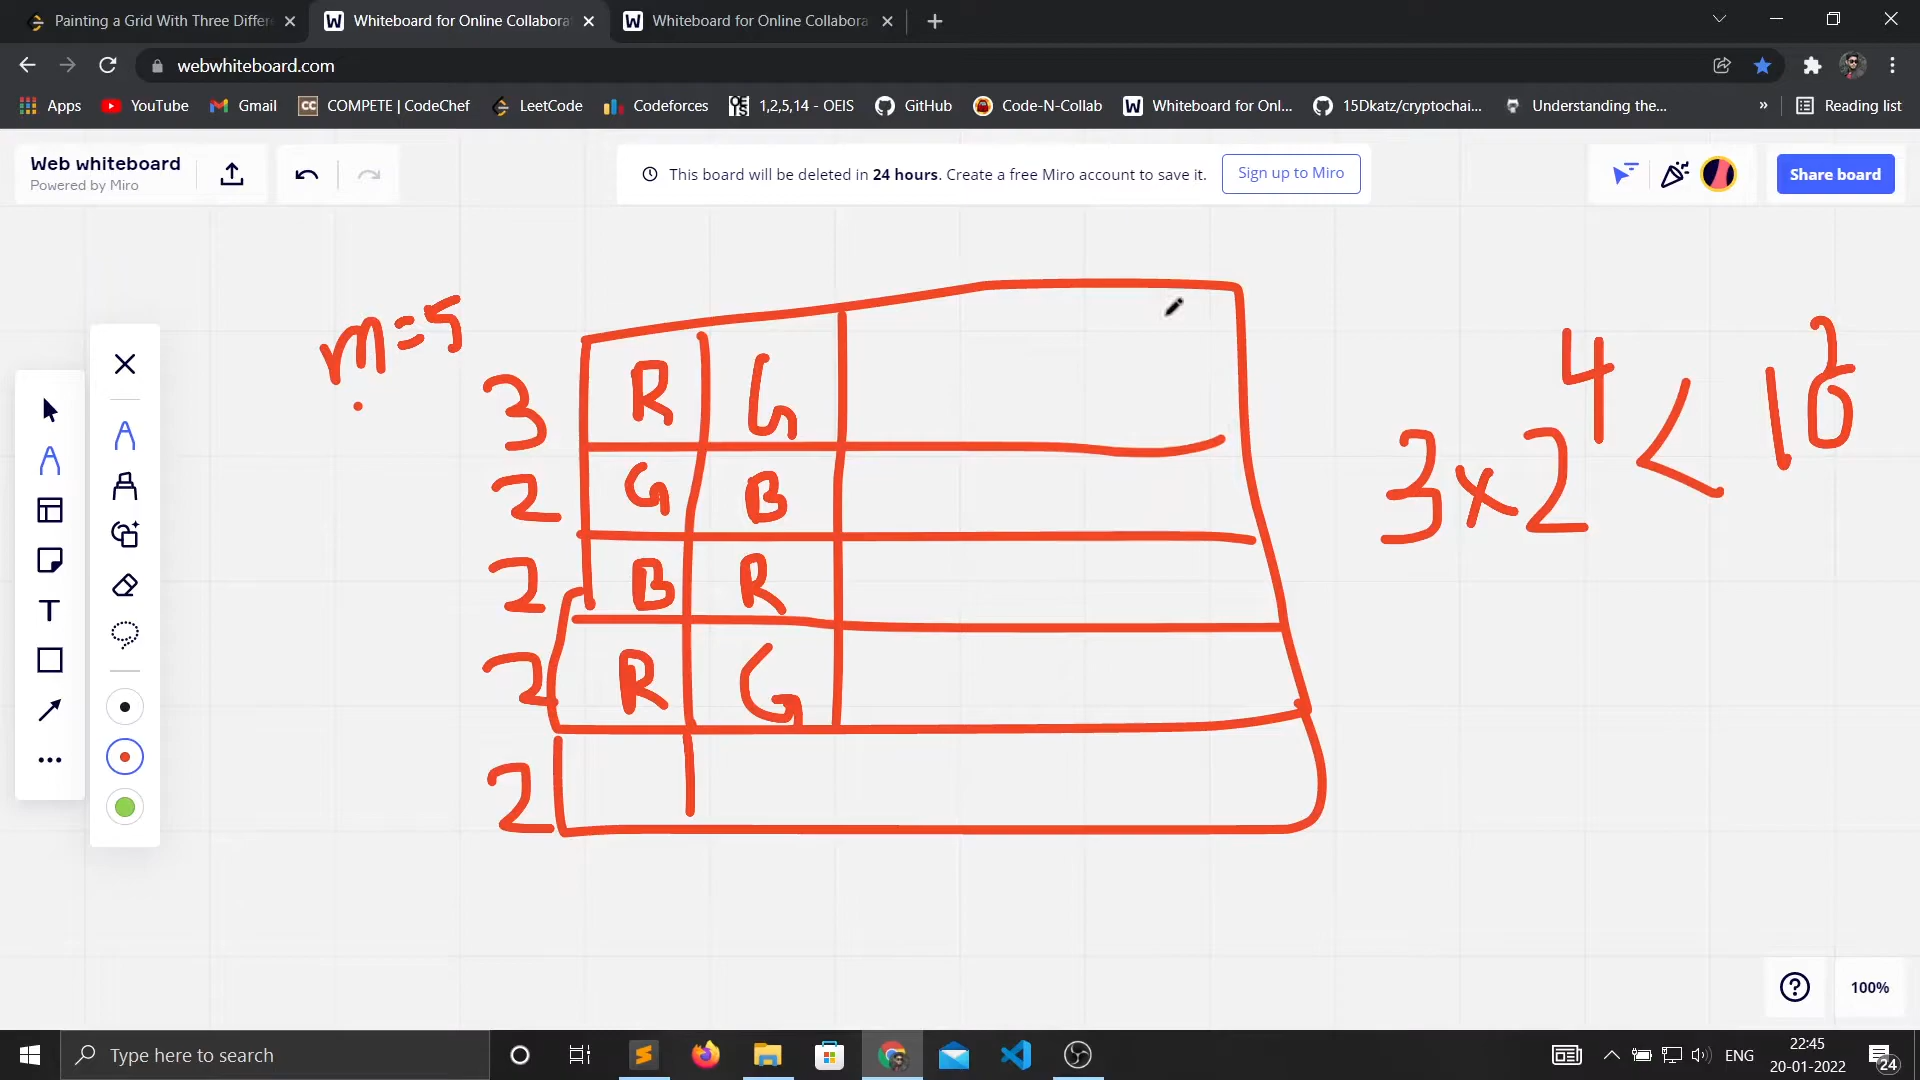 Painting a Grid With Three Differ
Whiteboard for Online Collabora
Whiteboard for Online Collabora
webwhiteboard.com
Apps
YouTube
Gmail
COMPETE | CodeChef
LeetCode
Codeforces
1,2,5,14 - OEIS
GitHub
Code-N-Collab
Whiteboard for Onl...
15Dkatz/cryptochai...
Understanding the...
»
Reading list
Web whiteboard
Powered by Miro
This board will be deleted in 24 hours. Create a free Miro account to save it.
Sign up to Miro
Share board
m=5
3 R G
2 G B
2 B R
2 R G
2
3x2^4 < 10^2
T
100%
Type here to search
ENG
22:45
20-01-2022
24